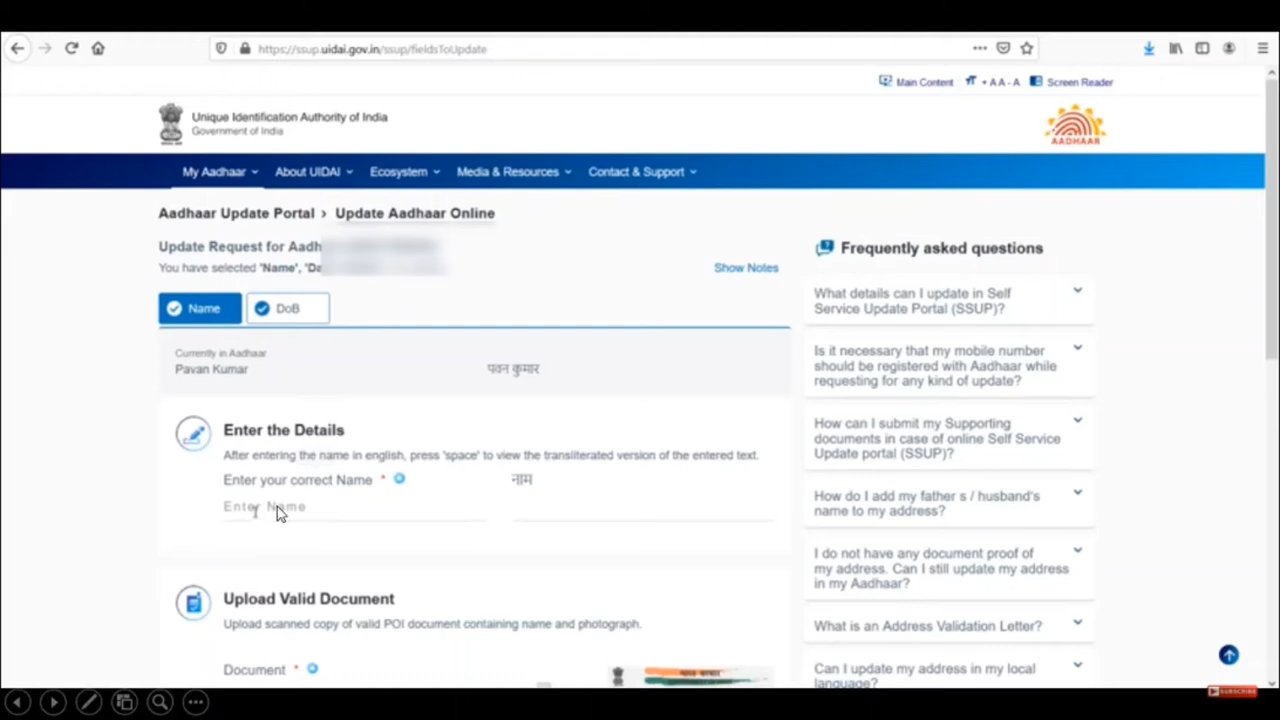 https://ssup.uidai.gov.in/ssup/fieldsToUpdate
Main Content + A A - A Screen Reader
Unique Identification Authority of India
Government of India
AADHAAR
My Aadhaar About UIDAI Ecosystem Media & Resources Contact & Support
Aadhaar Update Portal › Update Aadhaar Online
Update Request for Aadh
You have selected 'Name', 'Da
Show Notes
Name DoB
Currently in Aadhaar
Pavan Kumar पवन कुमार
Enter the Details
After entering the name in english, press 'space' to view the transliterated version of the entered text.
Enter your correct Name * नाम
Enter Name
Upload Valid Document
Upload scanned copy of valid POI document containing name and photograph.
Document *
Frequently asked questions
What details can I update in Self
Service Update Portal (SSUP)?
Is it necessary that my mobile number
should be registered with Aadhaar while
requesting for any kind of update?
How can I submit my Supporting
documents in case of online Self Service
Update portal (SSUP)?
How do I add my father s / husband's
name to my address?
I do not have any document proof of
my address. Can I still update my address
in my Aadhaar?
What is an Address Validation Letter?
Can I update my address in my local
language?
SUBSCRIBE